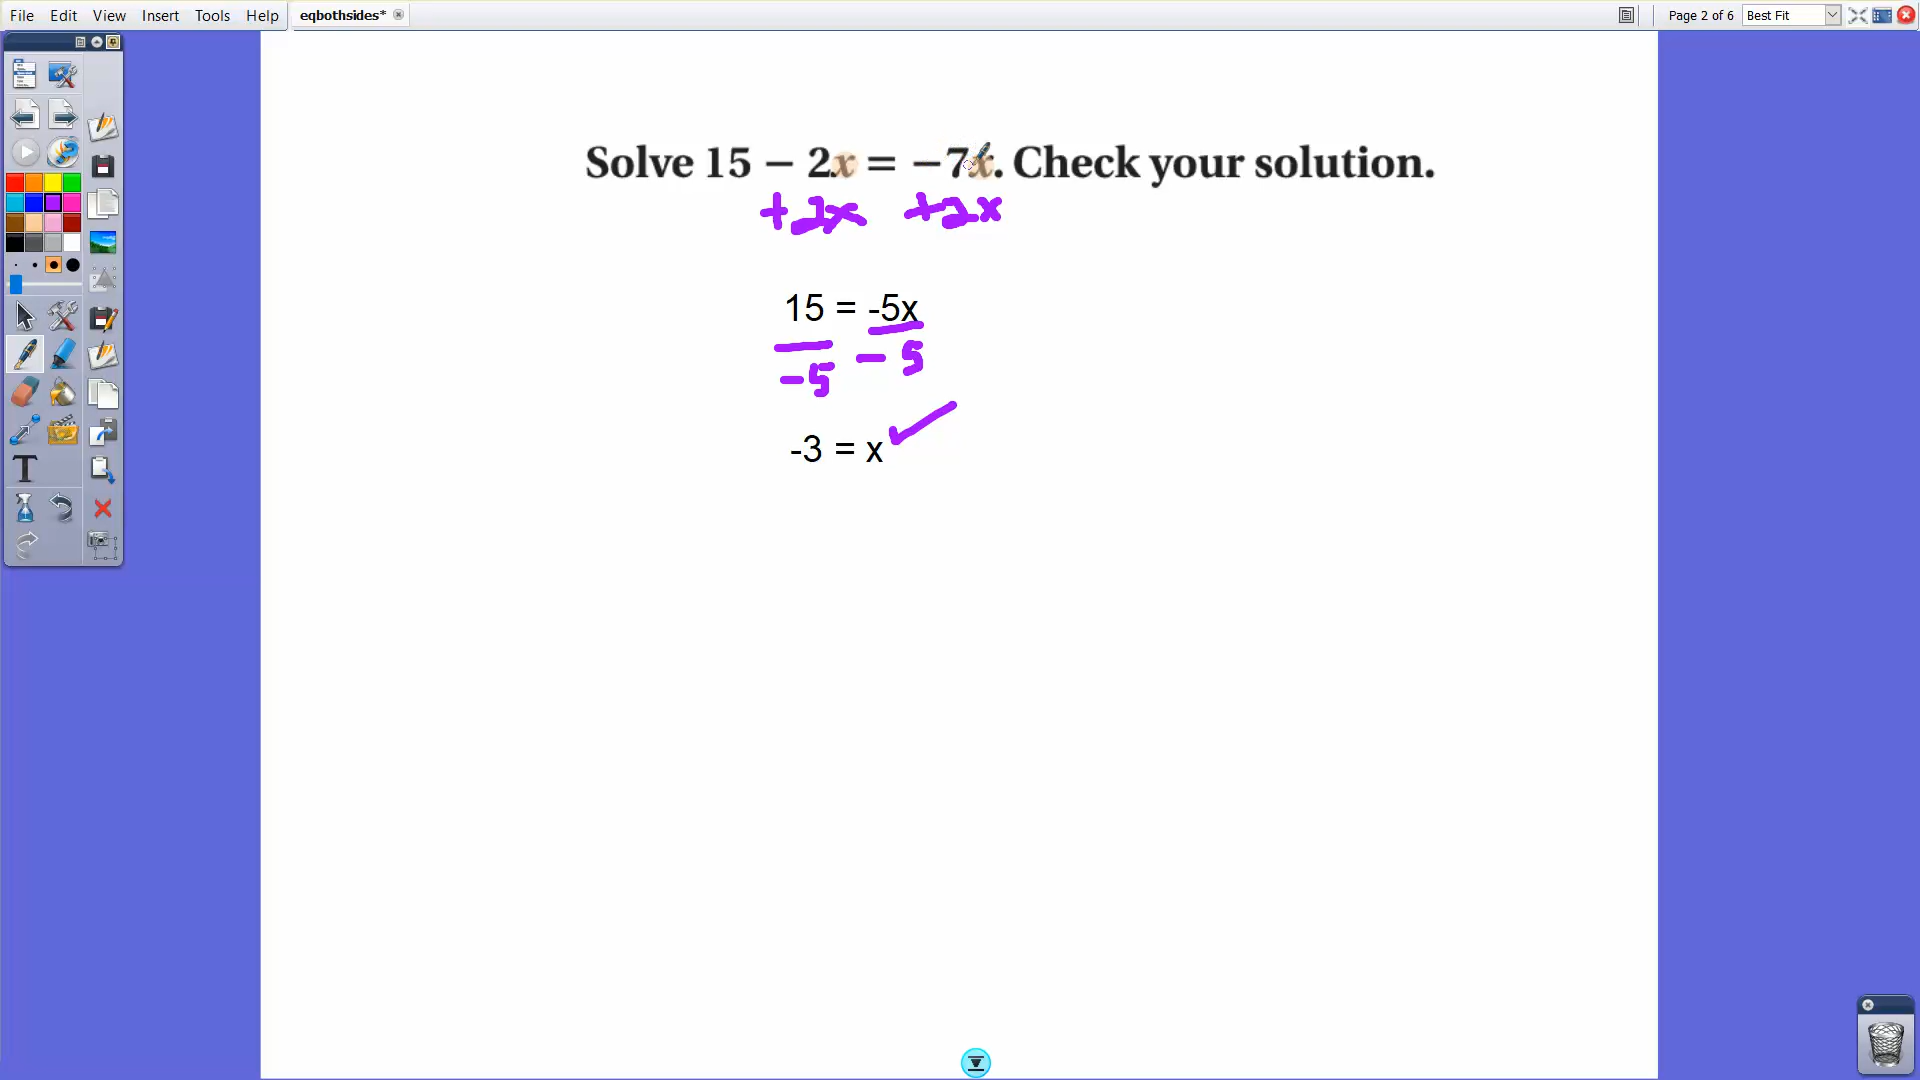 File Edit View Insert Tools Help eqbothsides* Page 2 of 6 Best Fit
Solve 15 − 2x = −7x. Check your solution.
+2x +2x
15 = -5x
-5 -5
-3 = x
T